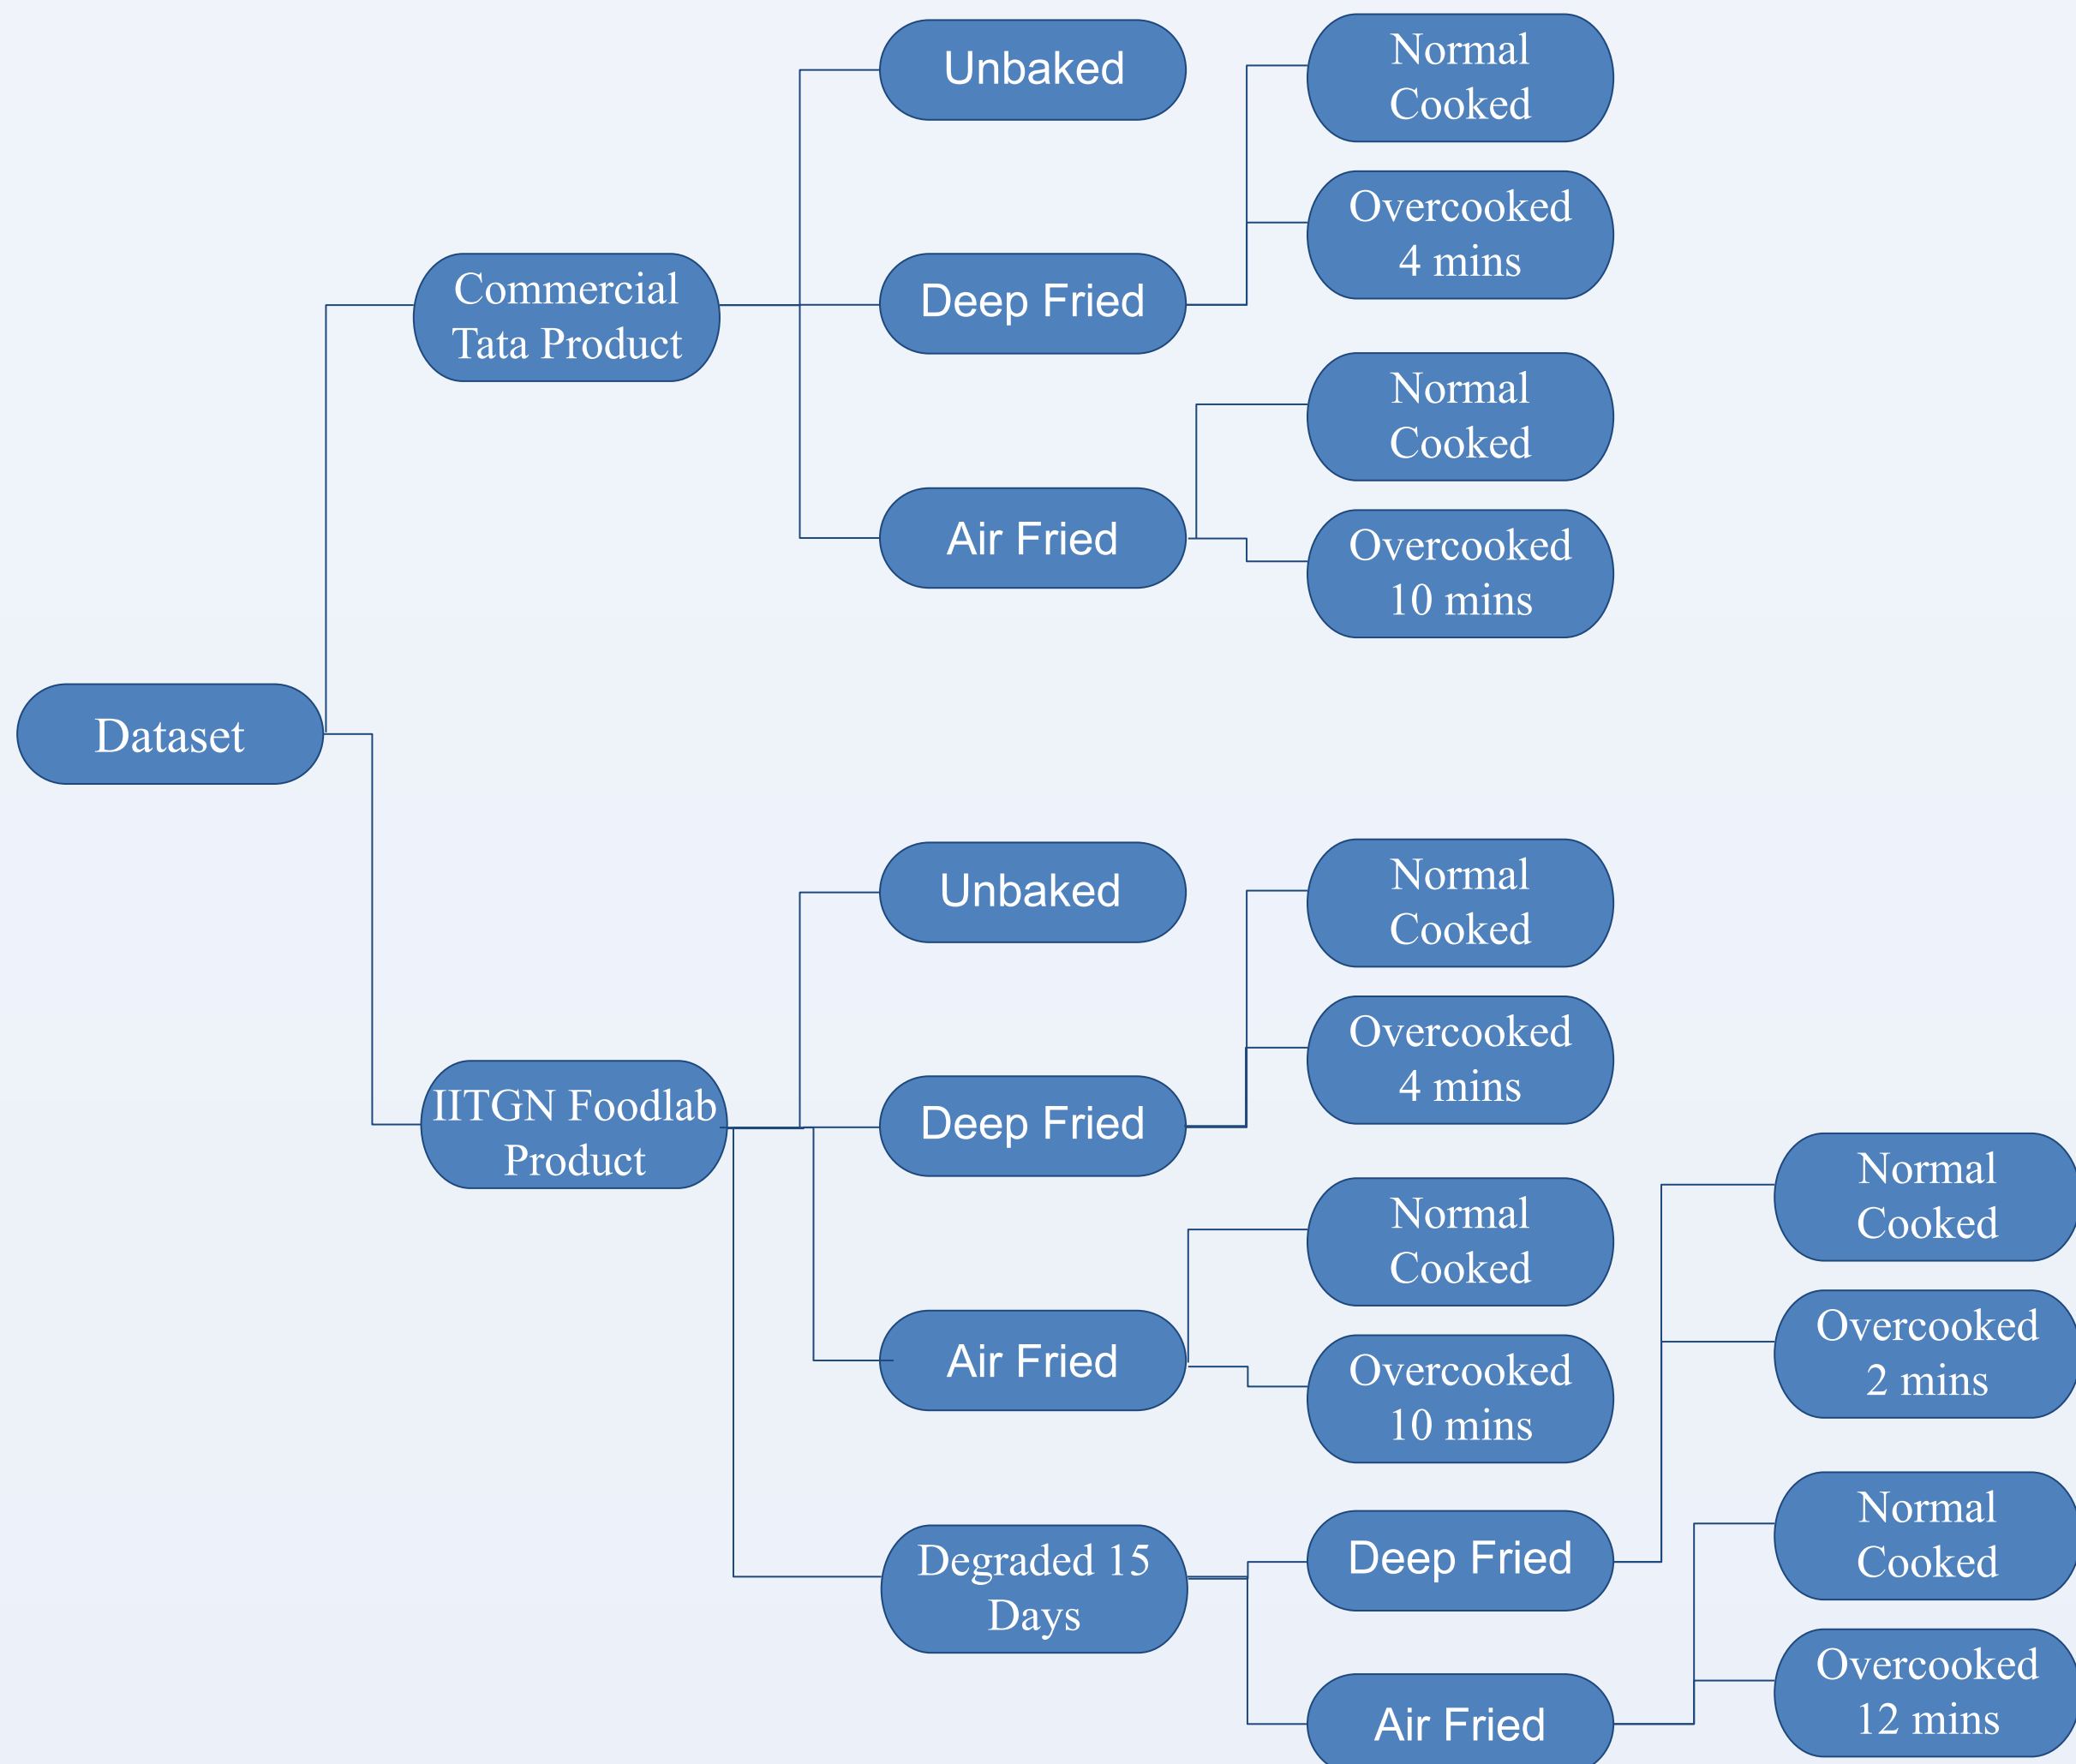 Unbaked
Normal
Cooked
Overcooked
4 mins
Commercial
Tata Product
Deep Fried
Normal
Cooked
Air Fried
Overcooked
10 mins
Dataset
Unbaked
Normal
Cooked
Overcooked
4 mins
IITGN Foodlab
Product
Deep Fried
Normal
Cooked
Normal
Cooked
Air Fried
Overcooked
10 mins
Overcooked
2 mins
Degraded 15
Days
Deep Fried
Normal
Cooked
Air Fried
Overcooked
12 mins